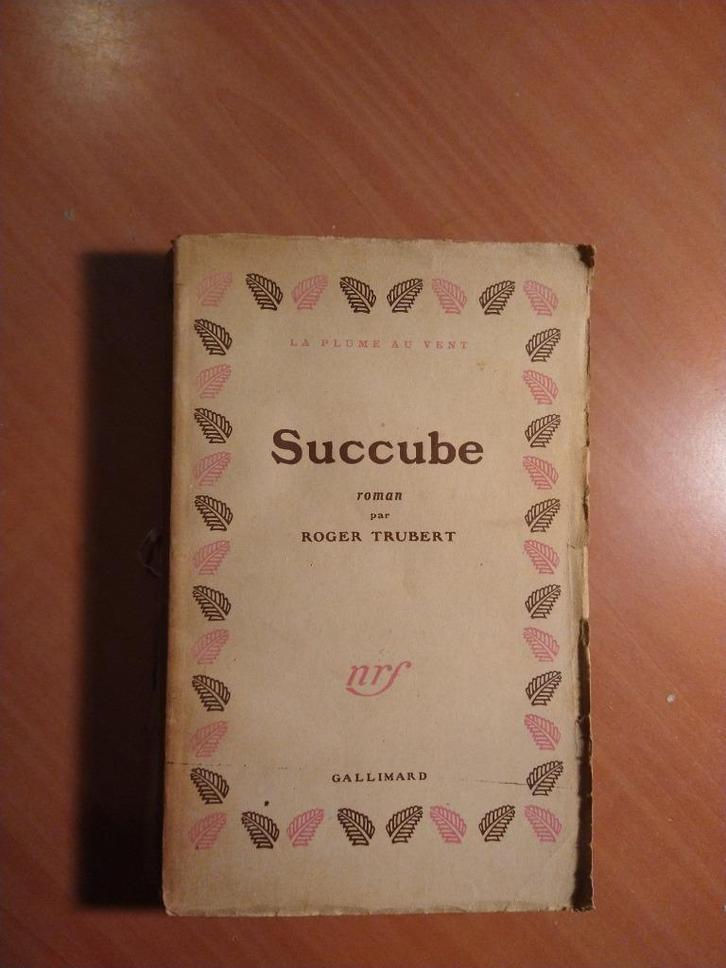 LA PLUME AU VENT
Succube
roman
par
ROGER TRUBERT
nrf
GALLIMARD